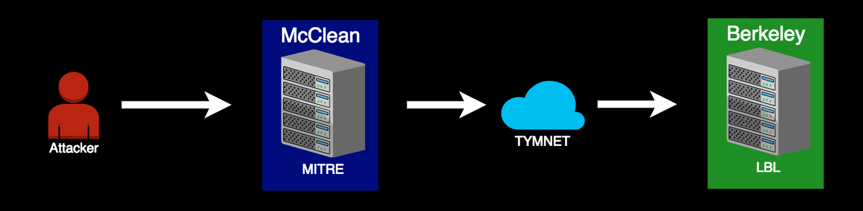 McClean
Berkeley
Attacker
MITRE
TYMNET
LBL